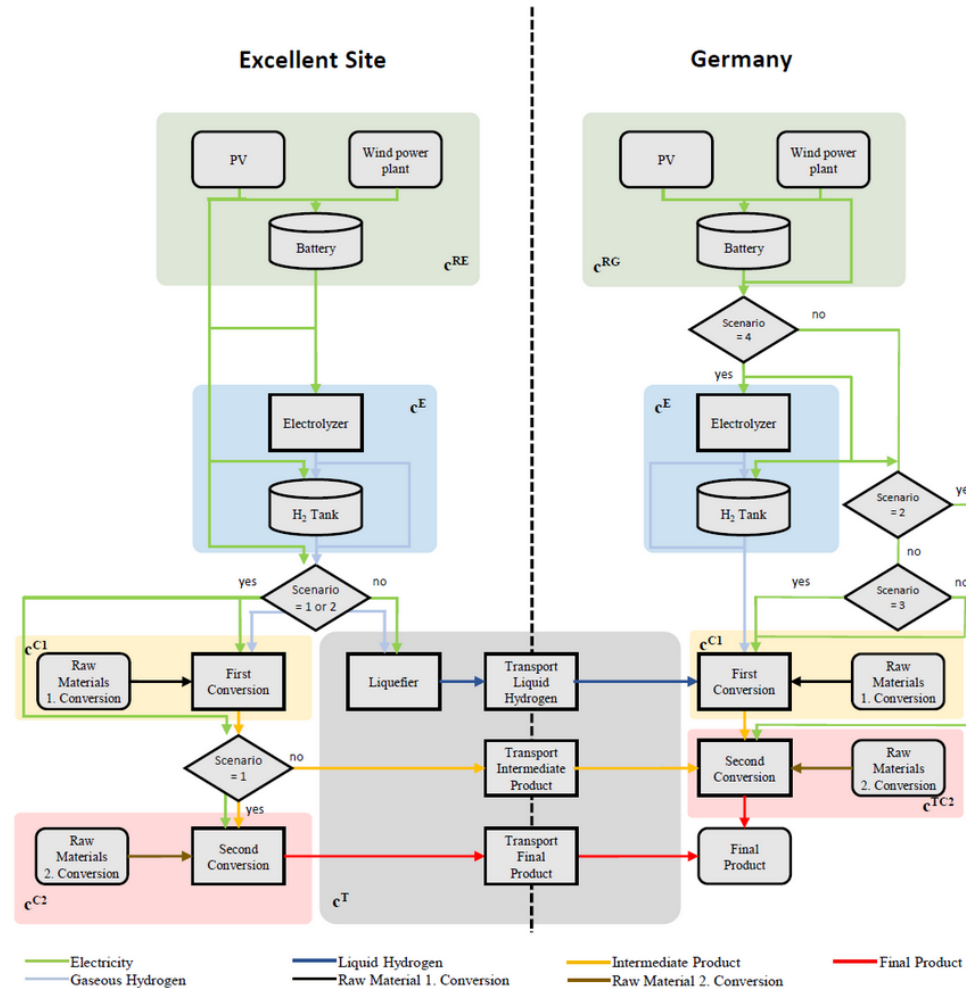 Excellent Site
Germany
PV
Wind power
plant
Battery
c^RE
PV
Wind power
plant
Battery
c^RG
Scenario
= 4
no
yes
c^E
Electrolyzer
H₂ Tank
c^E
Electrolyzer
H₂ Tank
Scenario
= 2
yes
no
Scenario
= 3
yes
no
yes
Scenario
= 1 or 2
no
c^C1
Raw
Materials
1. Conversion
First
Conversion
Liquefier
Transport
Liquid
Hydrogen
c^C1
First
Conversion
Raw
Materials
1. Conversion
Scenario
= 1
no
yes
Transport
Intermediate
Product
Second
Conversion
Raw
Materials
2. Conversion
c^TC2
Raw
Materials
2. Conversion
c^C2
Second
Conversion
c^T
Transport
Final
Product
Final
Product
Electricity
Liquid Hydrogen
Intermediate Product
Final Product
Gaseous Hydrogen
Raw Material 1. Conversion
Raw Material 2. Conversion